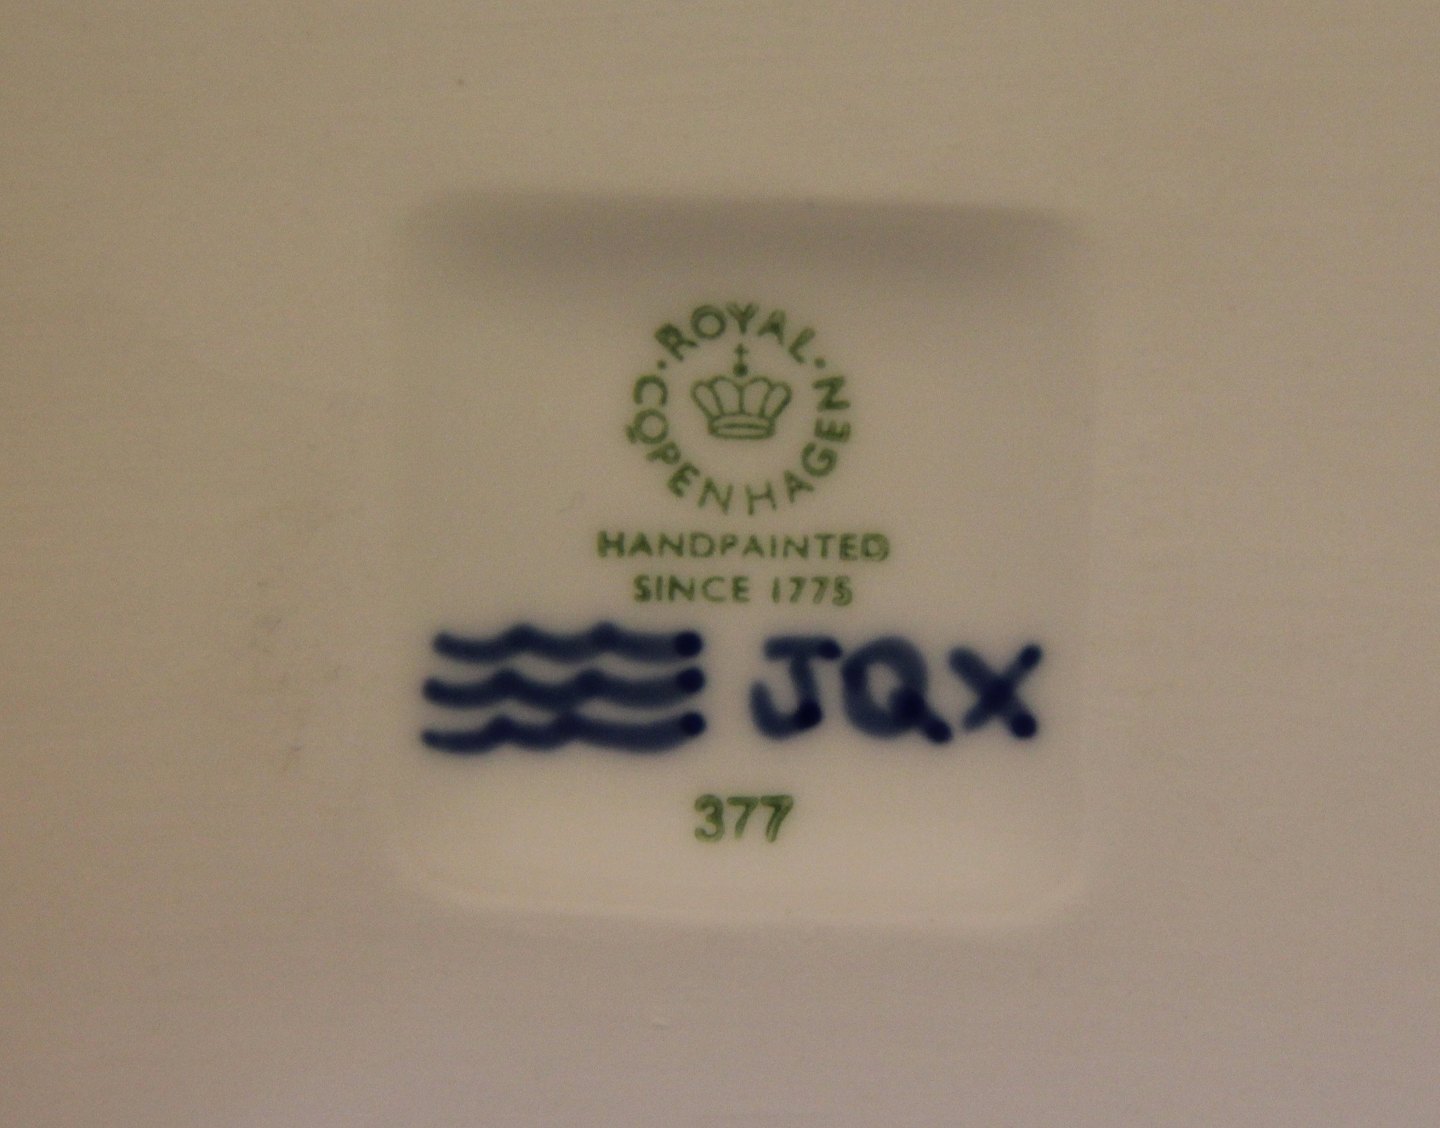 ROYAL
COPENHAGEN
HANDPAINTED
SINCE 1775
JQX
377